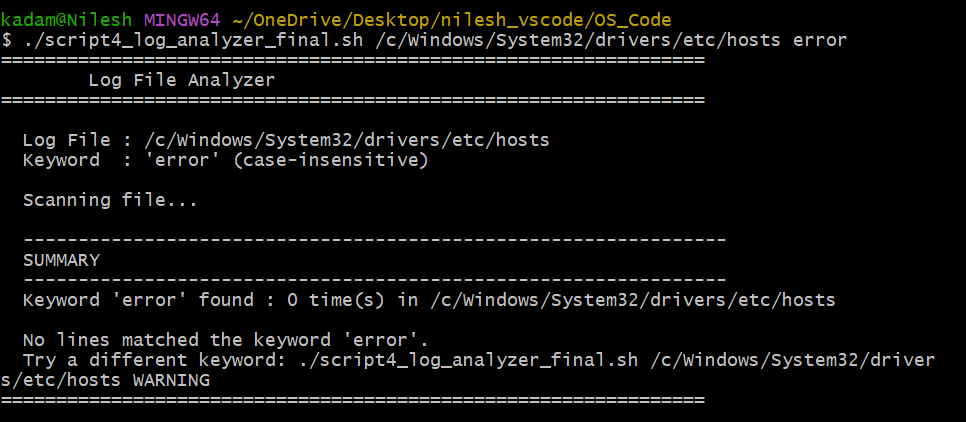 kadam@Nilesh MINGW64 ~/OneDrive/Desktop/nilesh_vscode/OS_Code
$ ./script4_log_analyzer_final.sh /c/Windows/System32/drivers/etc/hosts error
================================================================
Log File Analyzer
================================================================
Log File : /c/Windows/System32/drivers/etc/hosts
Keyword  : 'error' (case-insensitive)
Scanning file...
----------------------------------------------------------------
SUMMARY
----------------------------------------------------------------
Keyword 'error' found : 0 time(s) in /c/Windows/System32/drivers/etc/hosts
No lines matched the keyword 'error'.
Try a different keyword: ./script4_log_analyzer_final.sh /c/Windows/System32/driver
s/etc/hosts WARNING
================================================================